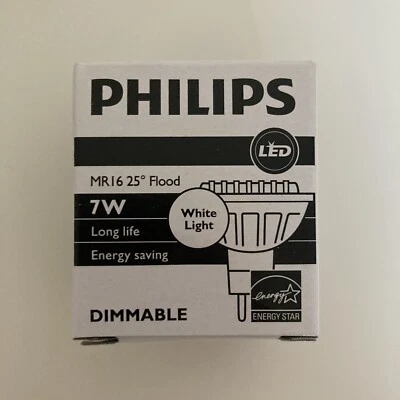 PHILIPS
LED
MR16 25° Flood
7W
White
Light
Long life
Energy saving
energy
ENERGY STAR
DIMMABLE